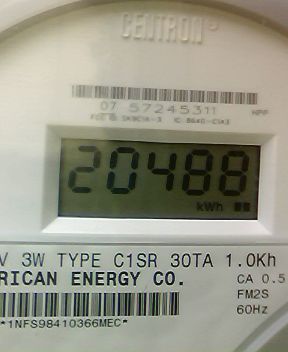 CENTRON®
07 57245311 NPP
20488
kWh
V 3W TYPE C1SR 30TA 1.0Kh
RICAN ENERGY CO. CA 0.5
FM2S
60Hz
*1NFS98410366MEC*